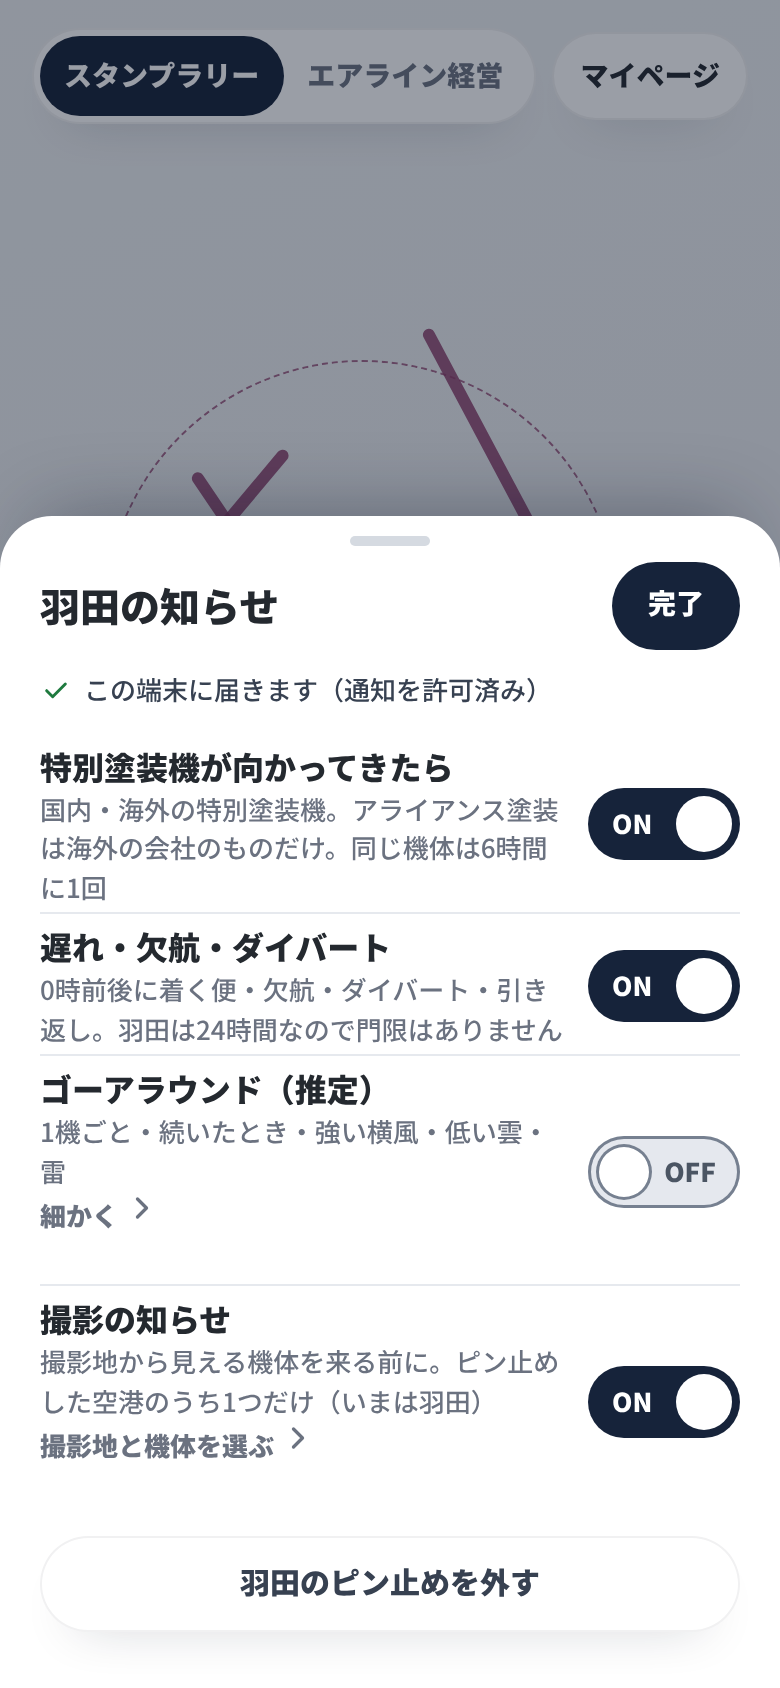 スタンプラリー
エアライン経営
マイページ
羽田の知らせ
完了
この端末に届きます（通知を許可済み）
特別塗装機が向かってきたら
国内・海外の特別塗装機。アライアンス塗装
は海外の会社のものだけ。同じ機体は6時間
に1回
ON
遅れ・欠航・ダイバート
0時前後に着く便・欠航・ダイバート・引き
返し。羽田は24時間なので門限はありません
ON
ゴーアラウンド（推定）
1機ごと・続いたとき・強い横風・低い雲・
雷
細かく
OFF
撮影の知らせ
撮影地から見える機体を来る前に。ピン止め
した空港のうち1つだけ（いまは羽田）
撮影地と機体を選ぶ
ON
羽田のピン止めを外す